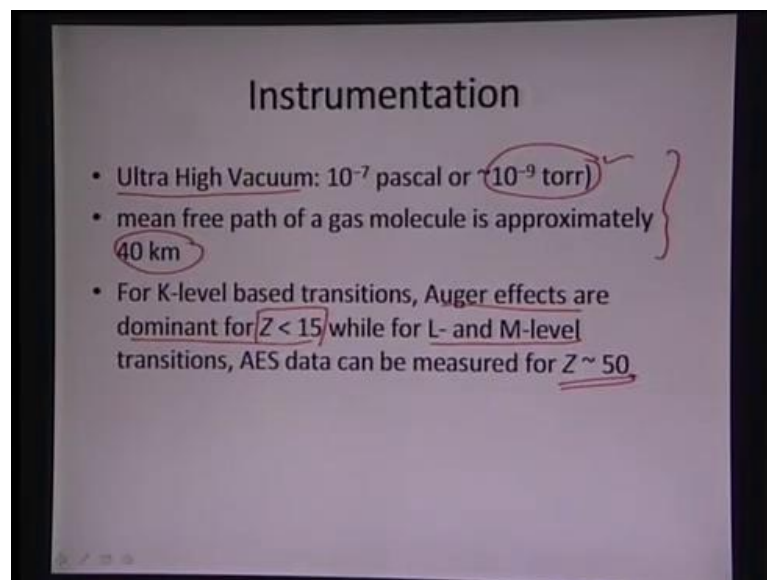 Instrumentation
• Ultra High Vacuum: 10⁻⁷ pascal or ~10⁻⁹ torr)
• mean free path of a gas molecule is approximately
40 km
• For K-level based transitions, Auger effects are
dominant for Z < 15 while for L- and M-level
transitions, AES data can be measured for Z ~ 50.